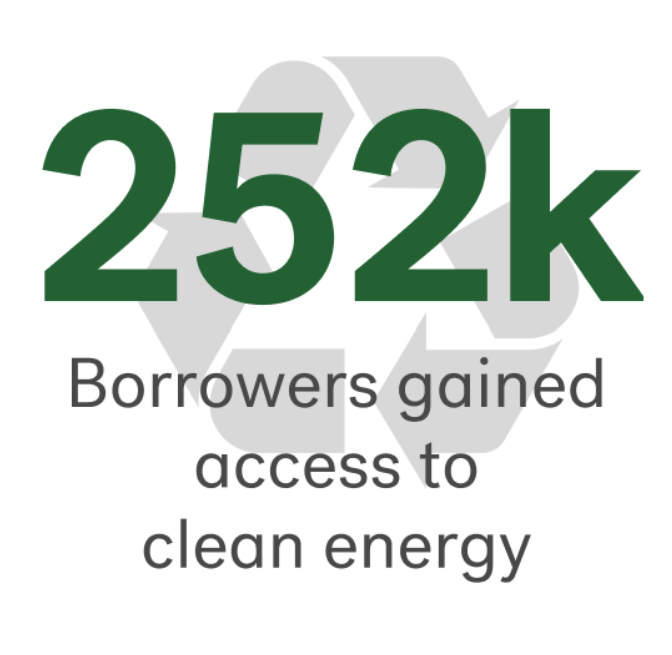 252k
Borrowers gained
access to
clean energy